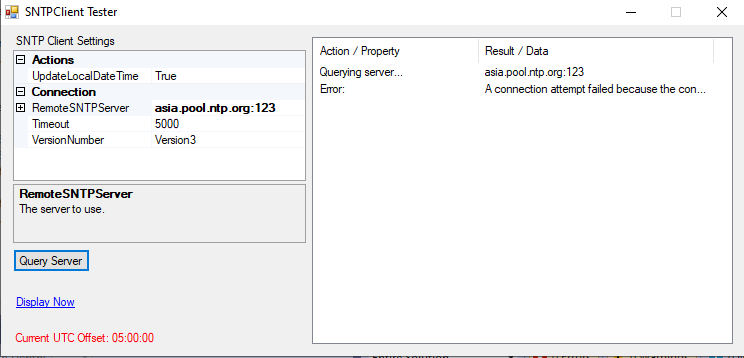 SNTPClient Tester
SNTP Client Settings
Actions
UpdateLocalDateTime True
Connection
RemoteSNTPServer asia.pool.ntp.org:123
Timeout 5000
VersionNumber Version3
RemoteSNTPServer
The server to use.
Query Server
Display Now
Current UTC Offset: 05:00:00
Action / Property Result / Data
Querying server... asia.pool.ntp.org:123
Error: A connection attempt failed because the con...